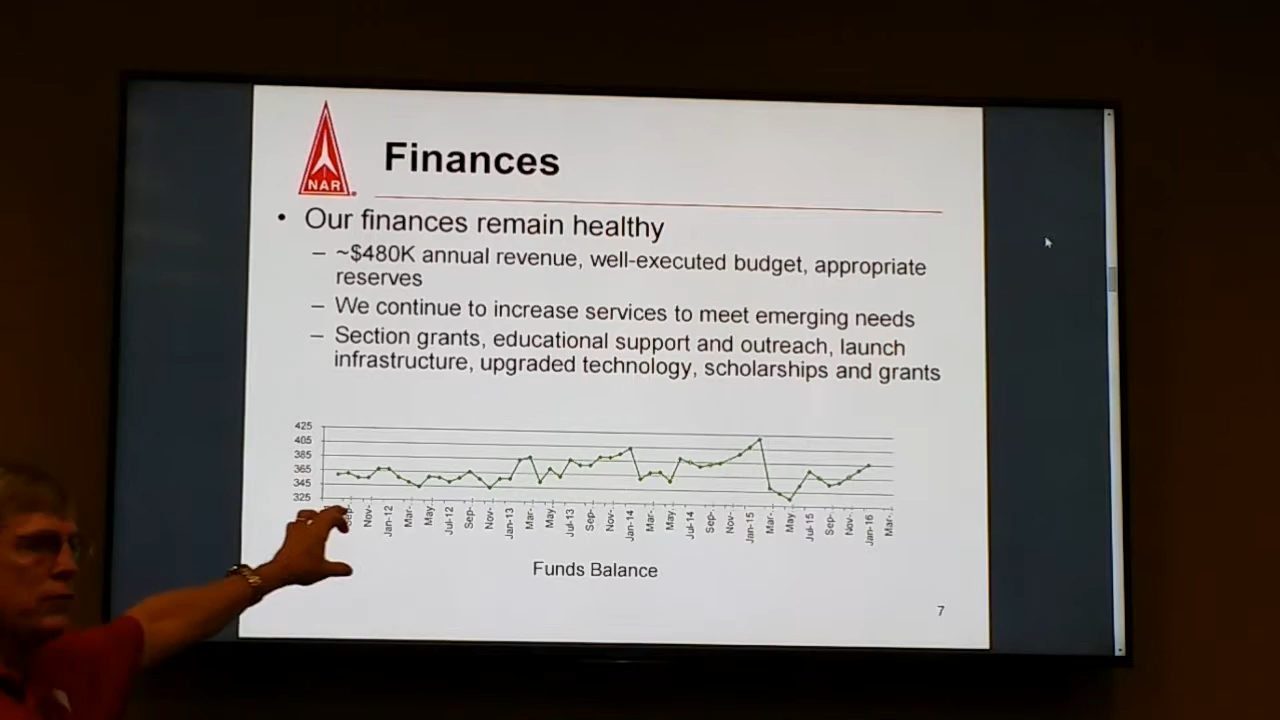 NAR
Finances
• Our finances remain healthy
– ~$480K annual revenue, well-executed budget, appropriate
reserves
– We continue to increase services to meet emerging needs
– Section grants, educational support and outreach, launch
infrastructure, upgraded technology, scholarships and grants
425
405
385
365
345
325
Sep- Nov- Jan-12 Mar- May- Jul-12 Sep- Nov- Jan-13 Mar- May- Jul-13 Sep- Nov- Jan-14 Mar- May- Jul-14 Sep- Nov- Jan-15 Mar- May- Jul-15 Sep- Nov- Jan-16 Mar-
Funds Balance
7